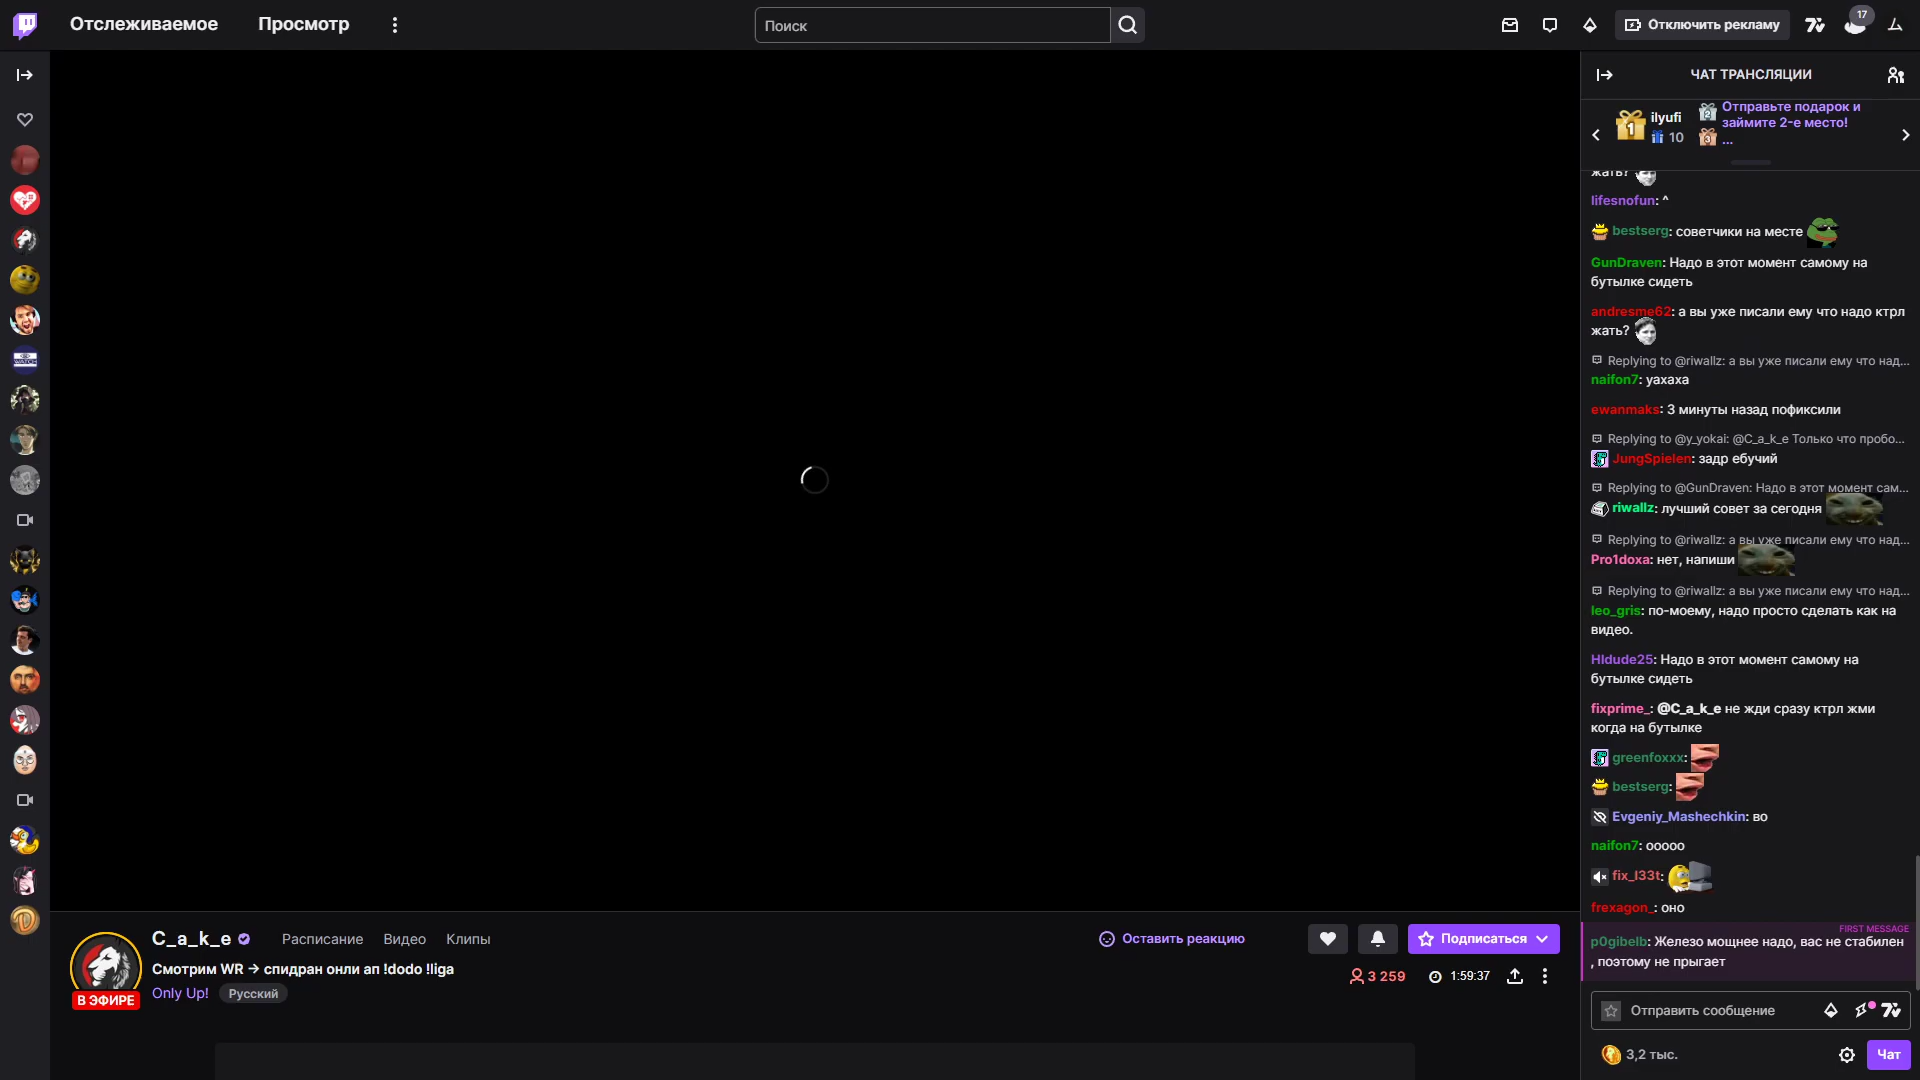 Отслеживаемое
Просмотр
Поиск
Отключить рекламу
17
ЧАТ ТРАНСЛЯЦИИ
1
ilyufi
10
2
Отправьте подарок и
займите 2-е место!
3
...
жать?
lifesnofun: ^
bestserg: советчики на месте
GunDraven: Надо в этот момент самому на
бутылке сидеть
andresme62: а вы уже писали ему что надо ктрл
жать?
Replying to @riwallz: а вы уже писали ему что над...
naifon7: уахаха
ewanmaks: 3 минуты назад пофиксили
Replying to @y_yokai: @C_a_k_e Только что пробо...
JungSpielen: задр ебучий
Replying to @GunDraven: Надо в этот момент сам...
riwallz: лучший совет за сегодня
Replying to @riwallz: а вы уже писали ему что над...
Pro1doxa: нет, напиши
Replying to @riwallz: а вы уже писали ему что над...
leo_gris: по-моему, надо просто сделать как на
видео.
Hldude25: Надо в этот момент самому на
бутылке сидеть
fixprime_: @C_a_k_e не жди сразу ктрл жми
когда на бутылке
greenfoxxx:
bestserg:
Evgeniy_Mashechkin: во
naifon7: ооооо
fix_l33t:
frexagon_: оно
FIRST MESSAGE
p0gibelb: Железо мощнее надо, вас не стабилен
, поэтому не прыгает
Отправить сообщение
3,2 тыс.
Чат
C_a_k_e
Расписание
Видео
Клипы
Оставить реакцию
Подписаться
Смотрим WR → спидран онли ап !dodo !liga
3 259
1:59:37
Only Up!
Русский
В ЭФИРЕ